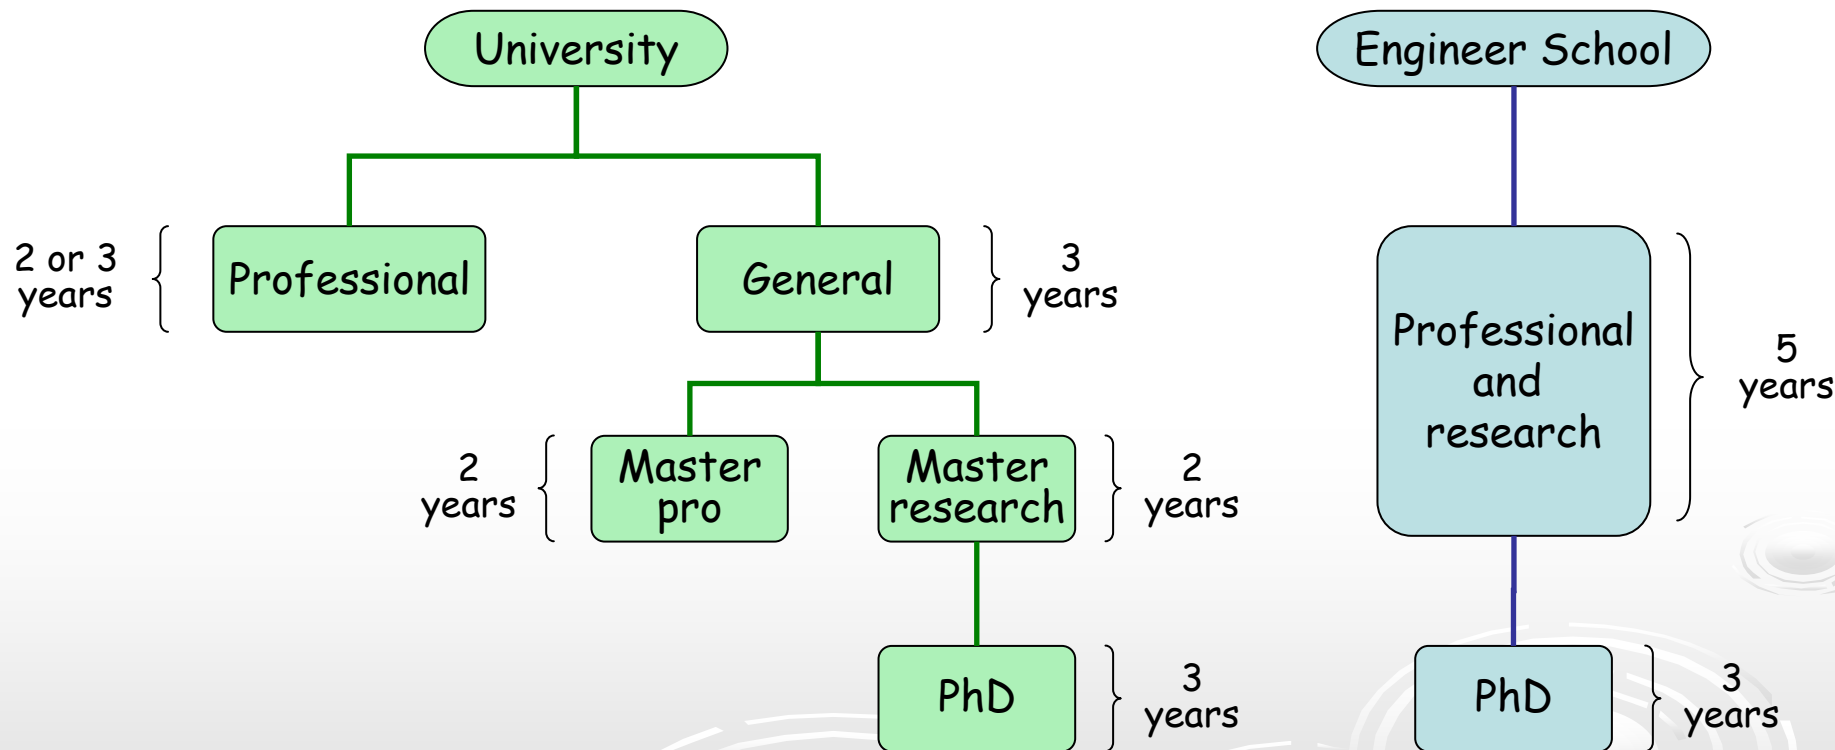 University
Engineer School
2 or 3
years
Professional
General
3
years
Professional
and
research
5
years
2
years
Master
pro
Master
research
2
years
PhD
3
years
PhD
3
years